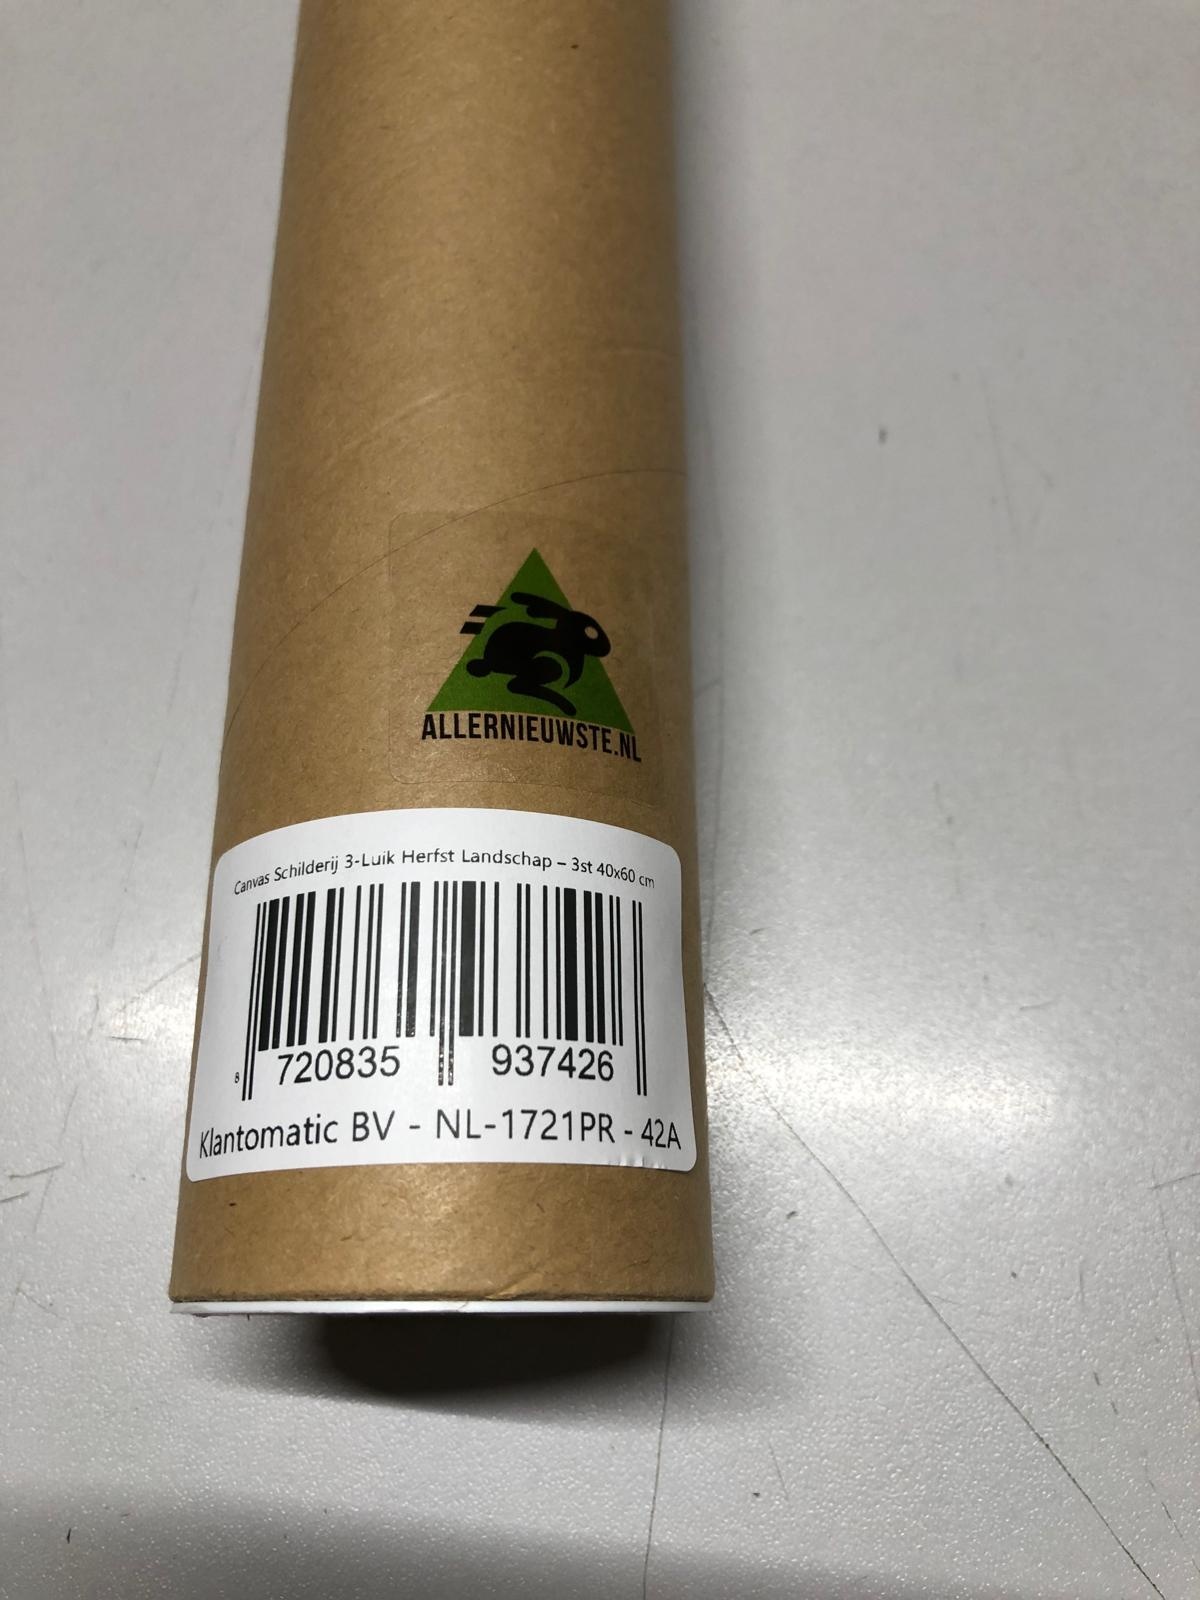 ALLERNIEUWSTE.NL
Canvas Schilderij 3-Luik Herfst Landschap – 3st 40x60 cm
8 720835 937426
Klantomatic BV - NL-1721PR - 42A